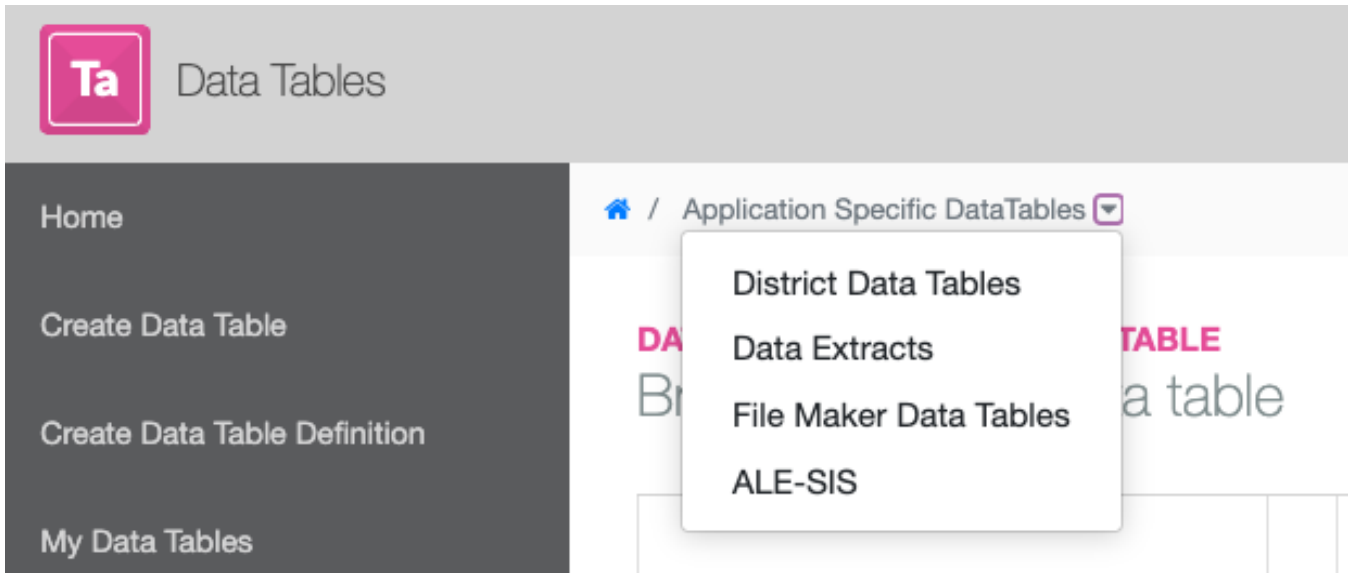 Ta Data Tables
Home
Create Data Table
Create Data Table Definition
My Data Tables
/ Application Specific DataTables
District Data Tables
Data Extracts
File Maker Data Tables
ALE-SIS
DA TABLE
Br a table